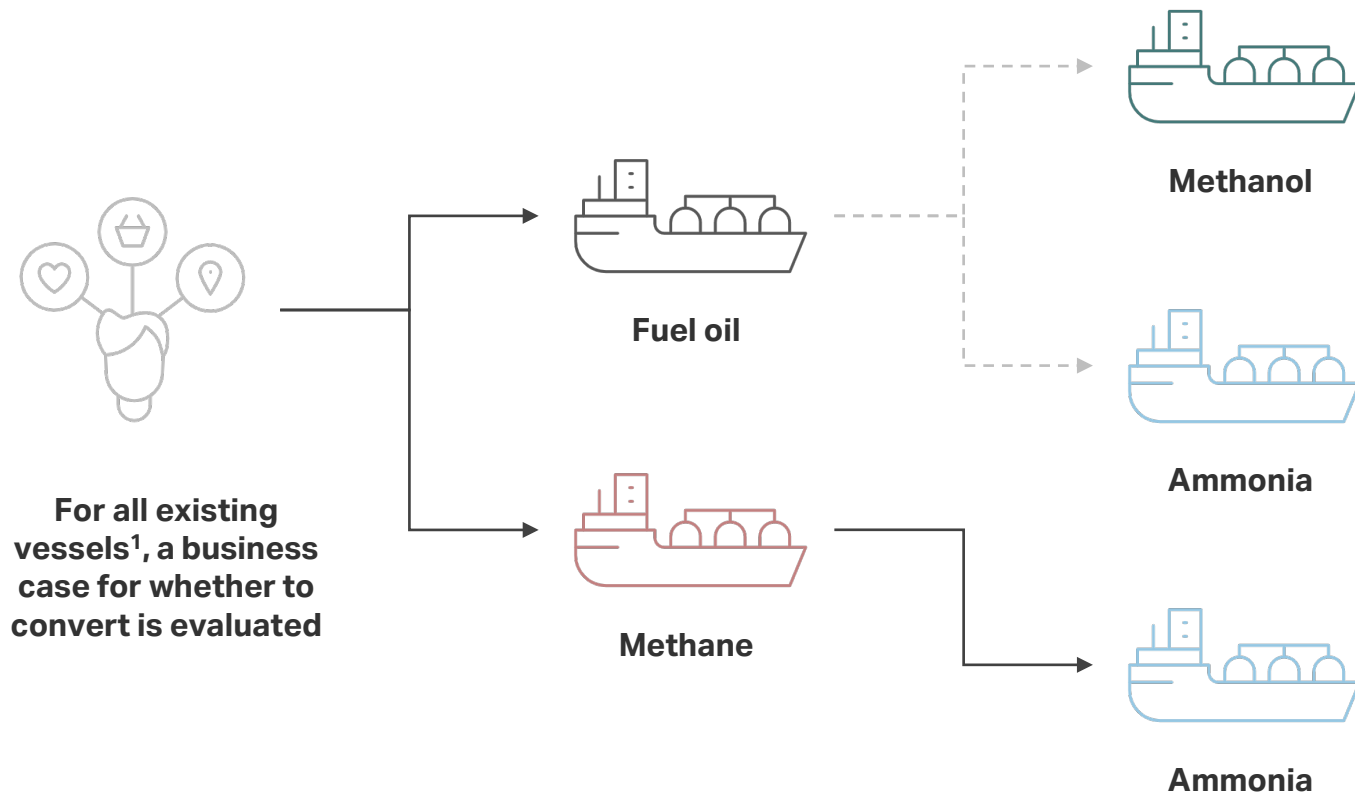 For all existing
vessels¹, a business
case for whether to
convert is evaluated
Fuel oil
Methane
Methanol
Ammonia
Ammonia